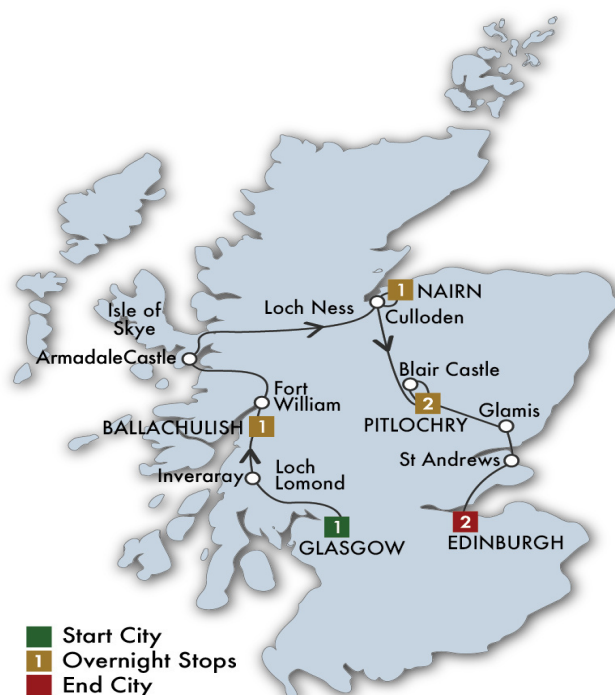 1 NAIRN
Loch Ness
Culloden
Isle of
Skye
ArmadaleCastle
Blair Castle
Fort
William
2
PITLOCHRY
Glamis
BALLACHULISH 1
St Andrews
Loch
Lomond
Inveraray
1
GLASGOW
2
EDINBURGH
Start City
1 Overnight Stops
End City